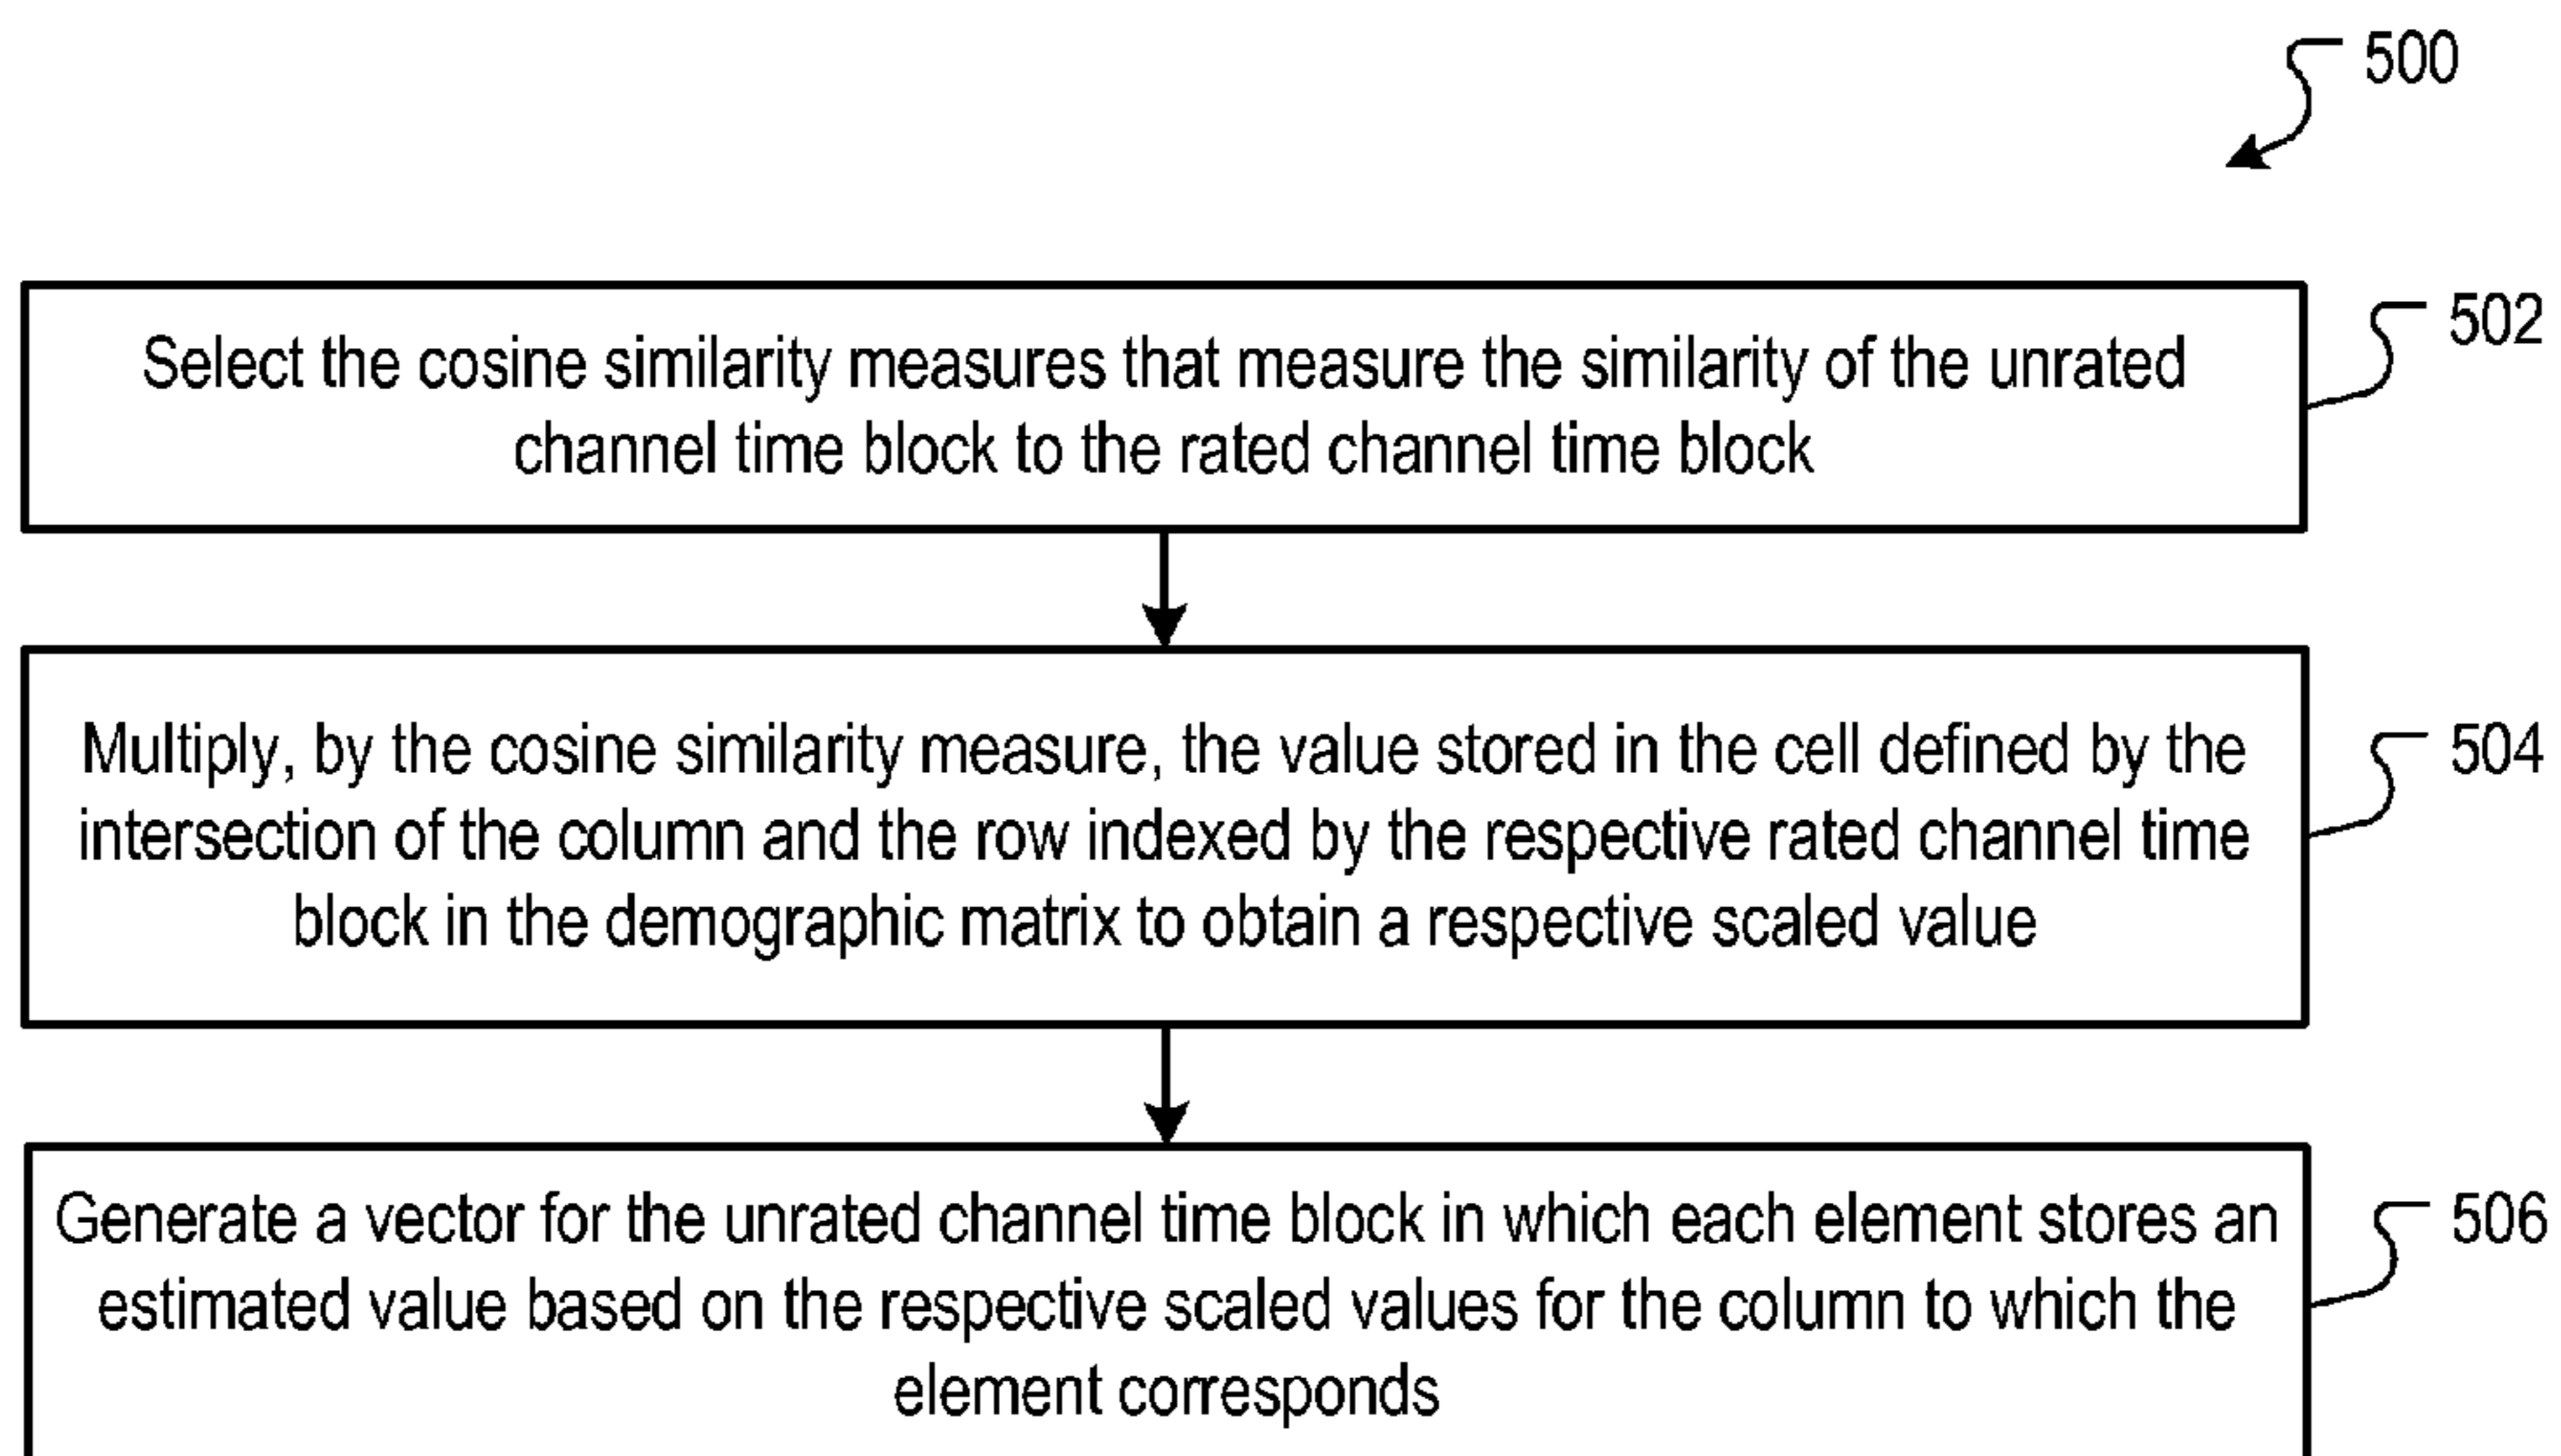 500
Select the cosine similarity measures that measure the similarity of the unrated
channel time block to the rated channel time block
502
Multiply, by the cosine similarity measure, the value stored in the cell defined by the
intersection of the column and the row indexed by the respective rated channel time
block in the demographic matrix to obtain a respective scaled value
504
Generate a vector for the unrated channel time block in which each element stores an
estimated value based on the respective scaled values for the column to which the
element corresponds
506